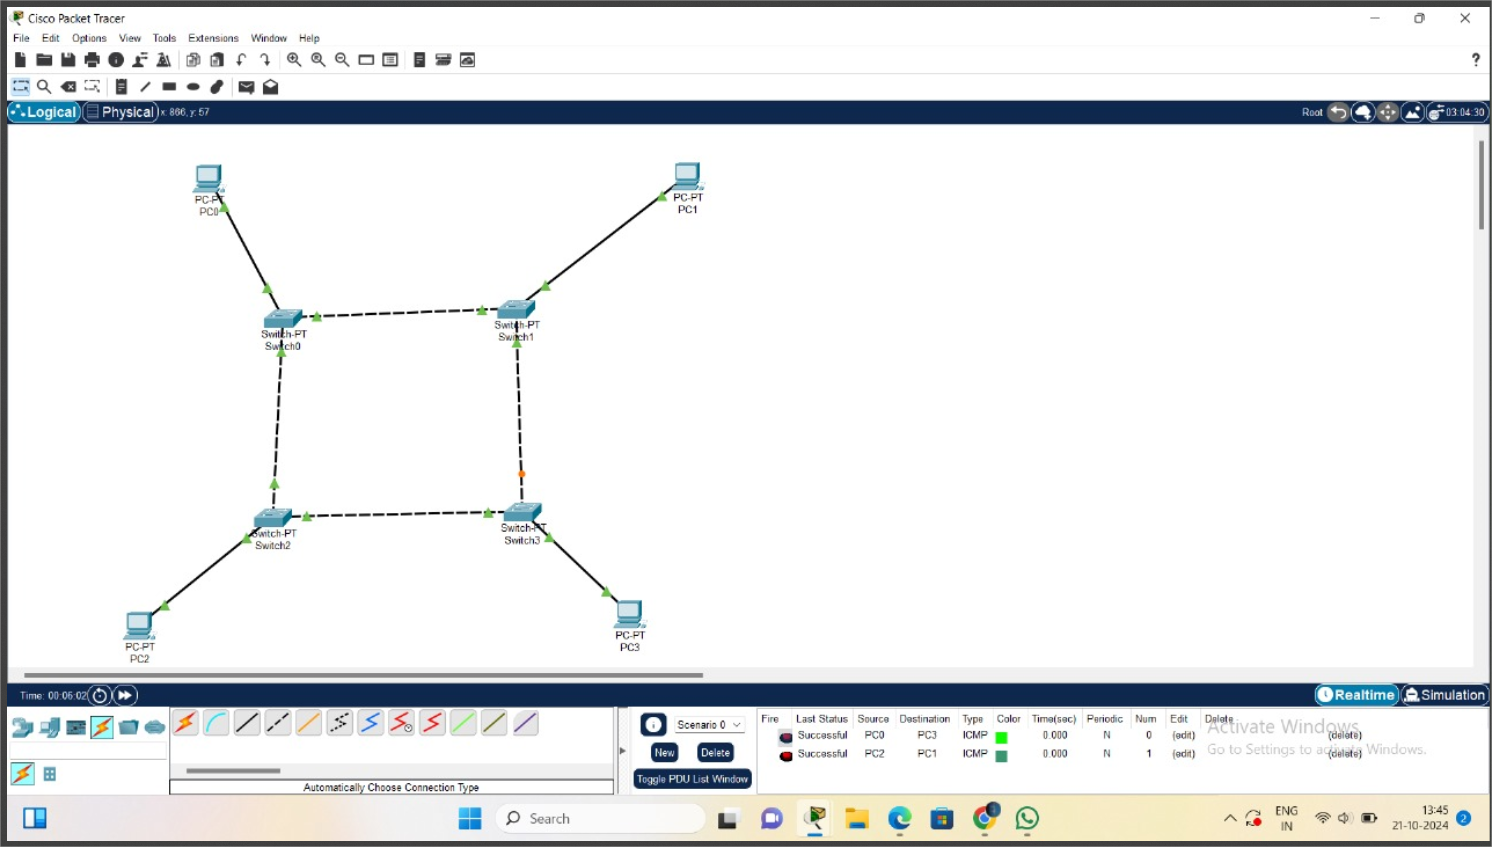 Cisco Packet Tracer
File Edit Options View Tools Extensions Window Help
?
Logical Physical x: 866, y: 57 Root 03:04:30
PC-PT
PC0
PC-PT
PC1
Switch-PT
Switch0
Switch-PT
Switch1
Switch-PT
Switch2
Switch-PT
Switch3
PC-PT
PC2
PC-PT
PC3
Time: 00:06:02 Realtime Simulation
Scenario 0
New Delete
Toggle PDU List Window
Automatically Choose Connection Type
Fire Last Status Source Destination Type Color Time(sec) Periodic Num Edit Delete
Successful PC0 PC3 ICMP 0.000 N 0 (edit) (delete)
Successful PC2 PC1 ICMP 0.000 N 1 (edit) (delete)
Activate Windows
Go to Settings to activate Windows.
Search
ENG
IN
13:45
21-10-2024
2